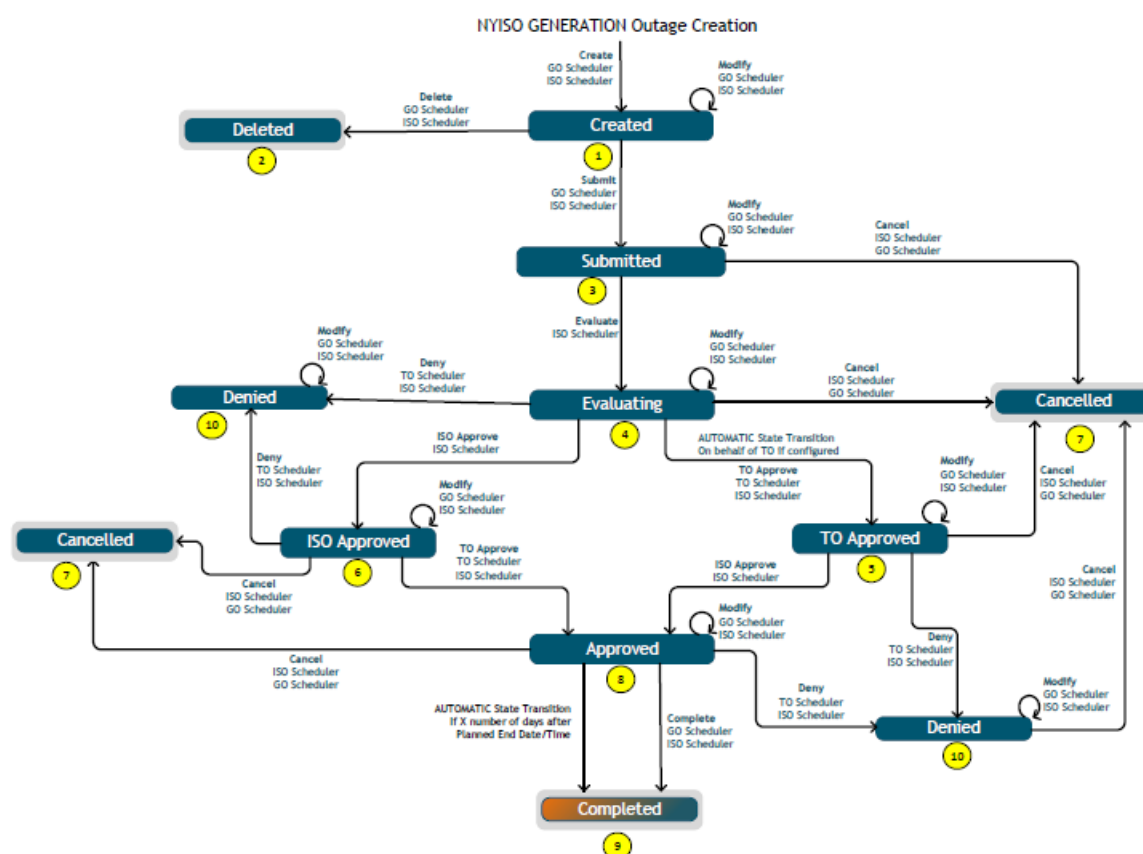 NYISO GENERATION Outage Creation
Create
GO Scheduler
ISO Scheduler
Modify
GO Scheduler
ISO Scheduler
Delete
GO Scheduler
ISO Scheduler
Deleted
2
Created
1
Submit
GO Scheduler
ISO Scheduler
Modify
GO Scheduler
ISO Scheduler
Cancel
ISO Scheduler
GO Scheduler
Submitted
3
Evaluate
ISO Scheduler
Modify
GO Scheduler
ISO Scheduler
Deny
TO Scheduler
ISO Scheduler
Modify
GO Scheduler
ISO Scheduler
Cancel
ISO Scheduler
GO Scheduler
Denied
10
Evaluating
4
Cancelled
7
ISO Approve
ISO Scheduler
AUTOMATIC State Transition
On behalf of TO if configured
TO Approve
TO Scheduler
ISO Scheduler
Deny
TO Scheduler
ISO Scheduler
Modify
GO Scheduler
ISO Scheduler
Modify
GO Scheduler
ISO Scheduler
Cancel
ISO Scheduler
GO Scheduler
Cancelled
7
ISO Approved
6
TO Approved
5
TO Approve
TO Scheduler
ISO Scheduler
ISO Approve
ISO Scheduler
Cancel
ISO Scheduler
GO Scheduler
Cancel
ISO Scheduler
GO Scheduler
Modify
GO Scheduler
ISO Scheduler
Deny
TO Scheduler
ISO Scheduler
Approved
8
Cancel
ISO Scheduler
GO Scheduler
Deny
TO Scheduler
ISO Scheduler
Modify
GO Scheduler
ISO Scheduler
Denied
10
AUTOMATIC State Transition
If X number of days after
Planned End Date/Time
Complete
GO Scheduler
ISO Scheduler
Completed
9